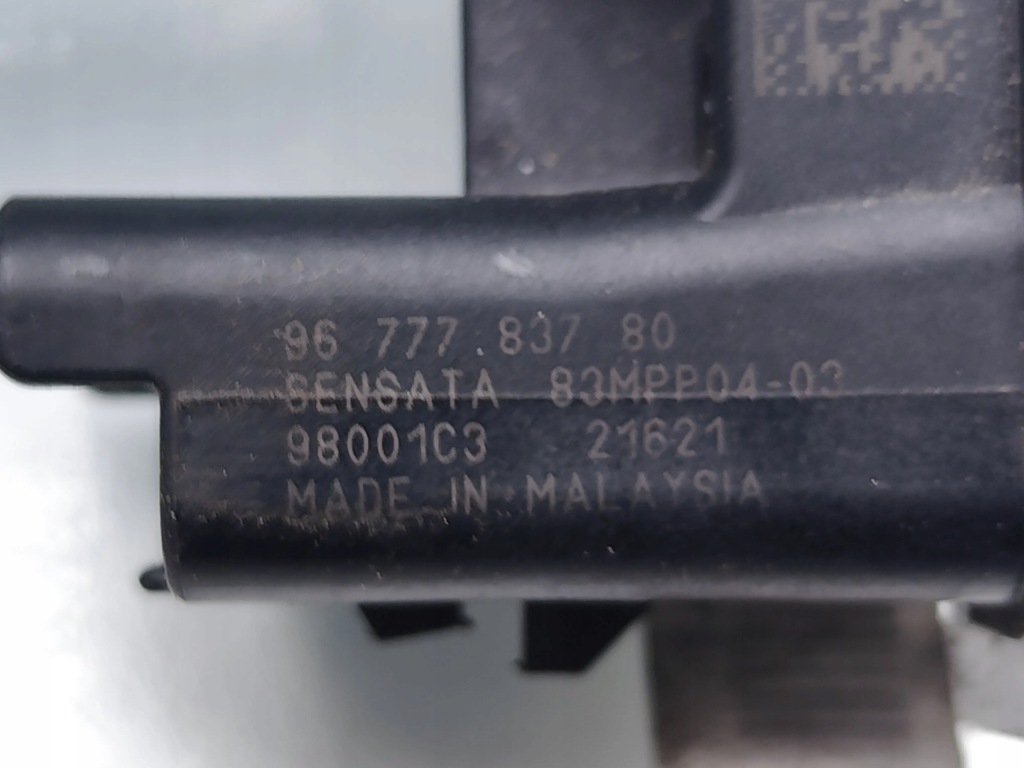 96 777 837 80
SENSATA 83MPP04-03
98001C3 21621
MADE IN MALAYSIA